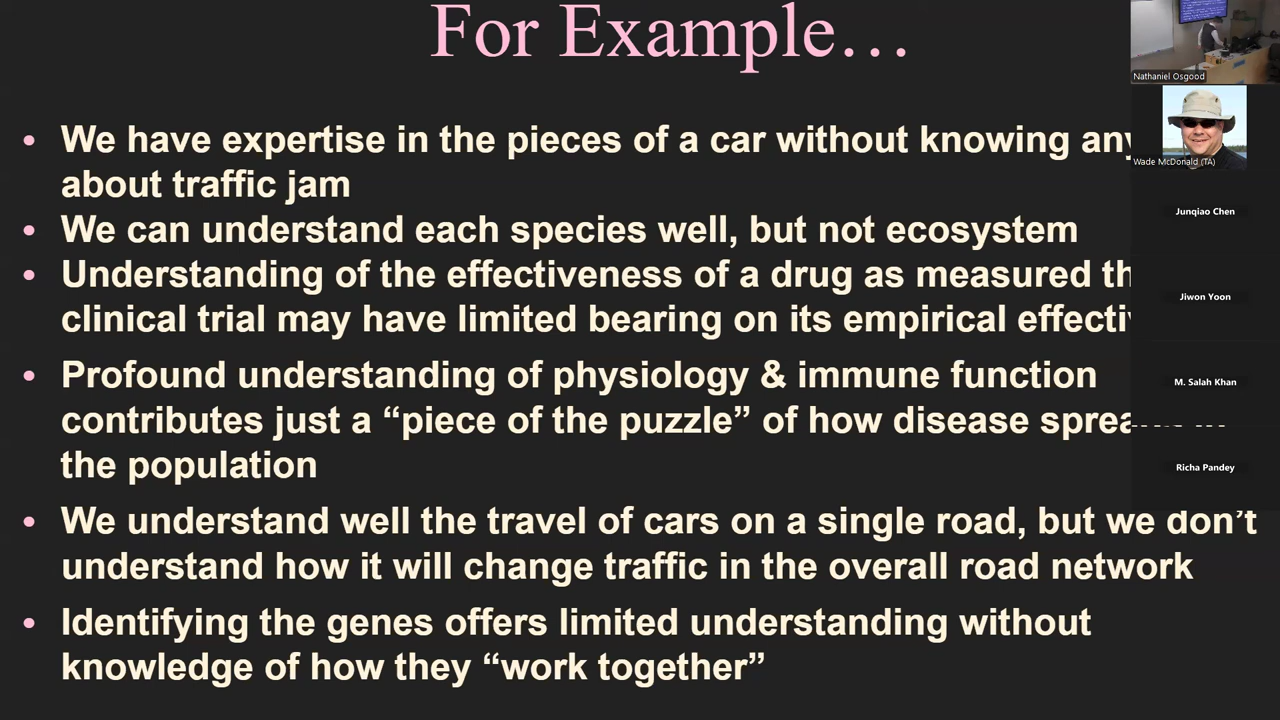 For Example…
• We have expertise in the pieces of a car without knowing
about traffic jam
• We can understand each species well, but not ecosystem
• Understanding of the effectiveness of a drug as measured
clinical trial may have limited bearing on its empirical
• Profound understanding of physiology & immune function
contributes just a “piece of the puzzle” of how disease
the population
• We understand well the travel of cars on a single road, but we don’t
understand how it will change traffic in the overall road network
• Identifying the genes offers limited understanding without
knowledge of how they “work together”
Nathaniel Osgood
Wade McDonald (TA)
Junqiao Chen
Jiwon Yoon
M. Salah Khan
Richa Pandey